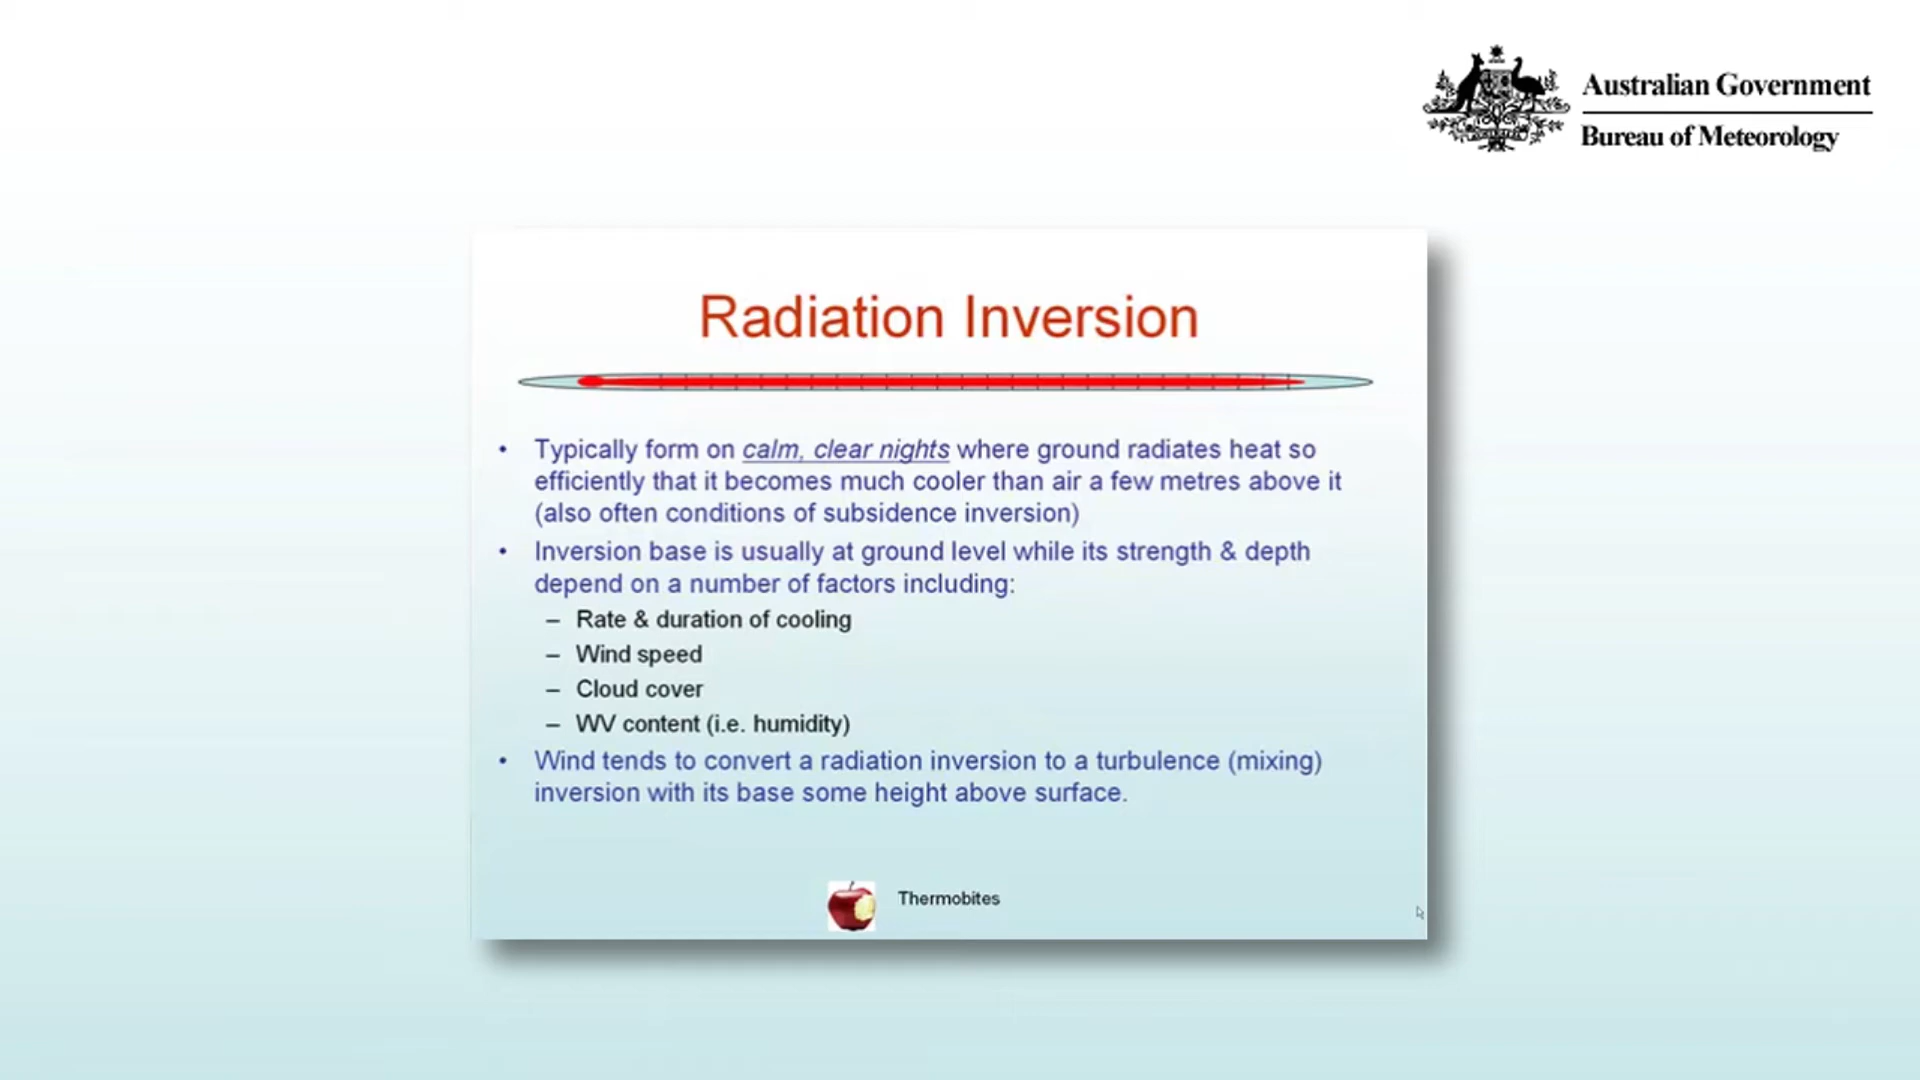 Australian Government
Bureau of Meteorology
Radiation Inversion
• Typically form on calm, clear nights where ground radiates heat so
efficiently that it becomes much cooler than air a few metres above it
(also often conditions of subsidence inversion)
• Inversion base is usually at ground level while its strength & depth
depend on a number of factors including:
– Rate & duration of cooling
– Wind speed
– Cloud cover
– WV content (i.e. humidity)
• Wind tends to convert a radiation inversion to a turbulence (mixing)
inversion with its base some height above surface.
Thermobites